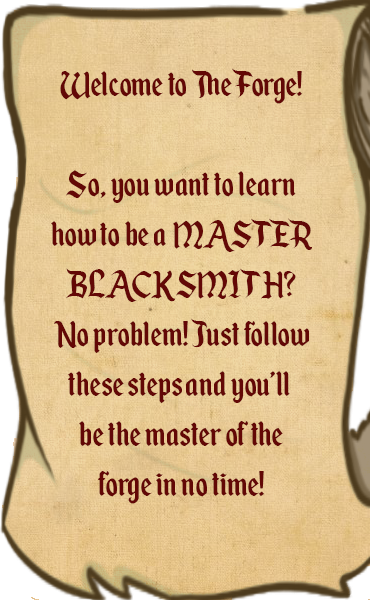 Welcome to The Forge!
So, you want to learn
how to be a MASTER
BLACKSMITH?
No problem! Just follow
these steps and you'll
be the master of the
forge in no time!